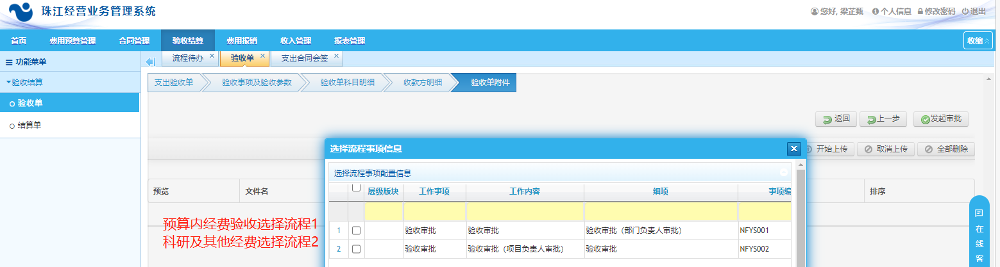 珠江经营业务管理系统
您好, 梁芷甄 个人信息 修改密码 退出
首页 费用预算管理 合同管理 验收结算 费用报销 收入管理 报表管理 收缩
功能菜单 流程待办 验收单 支出合同会签
验收结算 支出验收单 验收事项及验收参数 验收单科目明细 收款方明细 验收单附件
验收单
结算单 返回 上一步 发起审批
选择流程事项信息 开始上传 取消上传 全部删除
选择流程事项配置信息
预览 文件名 层级版块 工作事项 工作内容 细项 事项编 排序
预算内经费验收选择流程1
科研及其他经费选择流程2
1 验收审批 验收审批 验收审批（部门负责人审批） NFYS001
2 验收审批 验收审批（项目负责人审批） 验收审批 NFYS002
在
线
客